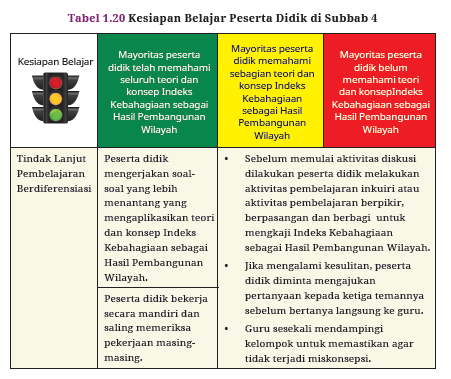 Tabel 1.20 Kesiapan Belajar Peserta Didik di Subbab 4
Kesiapan Belajar
Mayoritas peserta
didik telah memahami
seluruh teori dan
konsep Indeks
Kebahagiaan sebagai
Hasil Pembangunan
Wilayah
Mayoritas peserta
didik memahami
sebagian teori dan
konsep Indeks
Kebahagiaan
sebagai Hasil
Pembangunan
Wilayah
Mayoritas peserta
didik belum
memahami teori
dan konsepIndeks
Kebahagiaan sebagai
Hasil Pembangunan
Wilayah
Tindak Lanjut
Pembelajaran
Berdiferensiasi
Peserta didik
mengerjakan soal-
soal yang lebih
menantang yang
mengaplikasikan teori
dan konsep Indeks
Kebahagiaan sebagai
Hasil Pembangunan
Wilayah.
Peserta didik bekerja
secara mandiri dan
saling memeriksa
pekerjaan masing-
masing.
• Sebelum memulai aktivitas diskusi
dilakukan peserta didik melakukan
aktivitas pembelajaran inkuiri atau
aktivitas pembelajaran berpikir,
berpasangan dan berbagi untuk
mengkaji Indeks Kebahagiaan
sebagai Hasil Pembangunan Wilayah.
• Jika mengalami kesulitan, peserta
didik diminta mengajukan
pertanyaan kepada ketiga temannya
sebelum bertanya langsung ke guru.
• Guru sesekali mendampingi
kelompok untuk memastikan agar
tidak terjadi miskonsepsi.